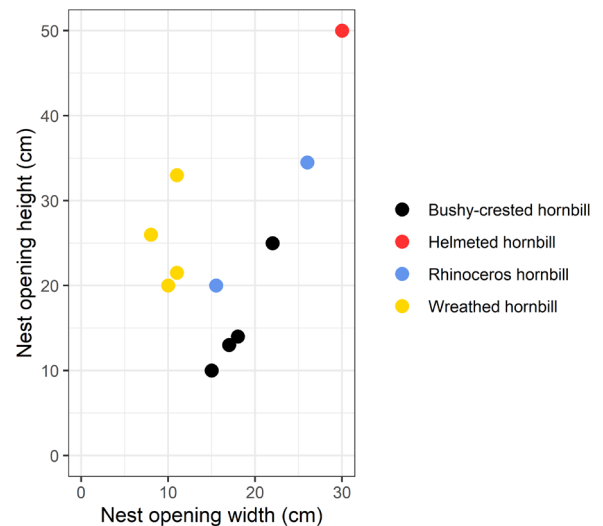 50
40
30
20
10
0
Nest opening height (cm)
0 10 20 30
Nest opening width (cm)
Bushy-crested hornbill
Helmeted hornbill
Rhinoceros hornbill
Wreathed hornbill